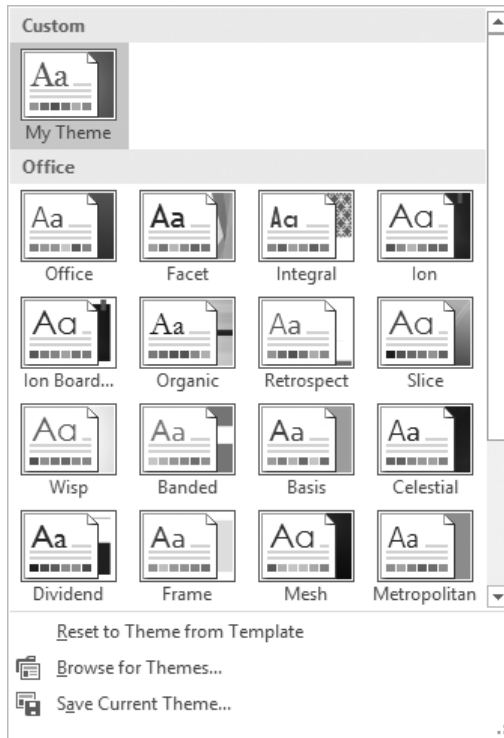 Custom
Aa
My Theme
Office
Aa Aa Aa Aa
Office Facet Integral Ion
Aa Aa Aa Aa
Ion Board... Organic Retrospect Slice
Aa Aa Aa Aa
Wisp Banded Basis Celestial
Aa Aa Aa Aa
Dividend Frame Mesh Metropolitan
Reset to Theme from Template
Browse for Themes...
Save Current Theme...